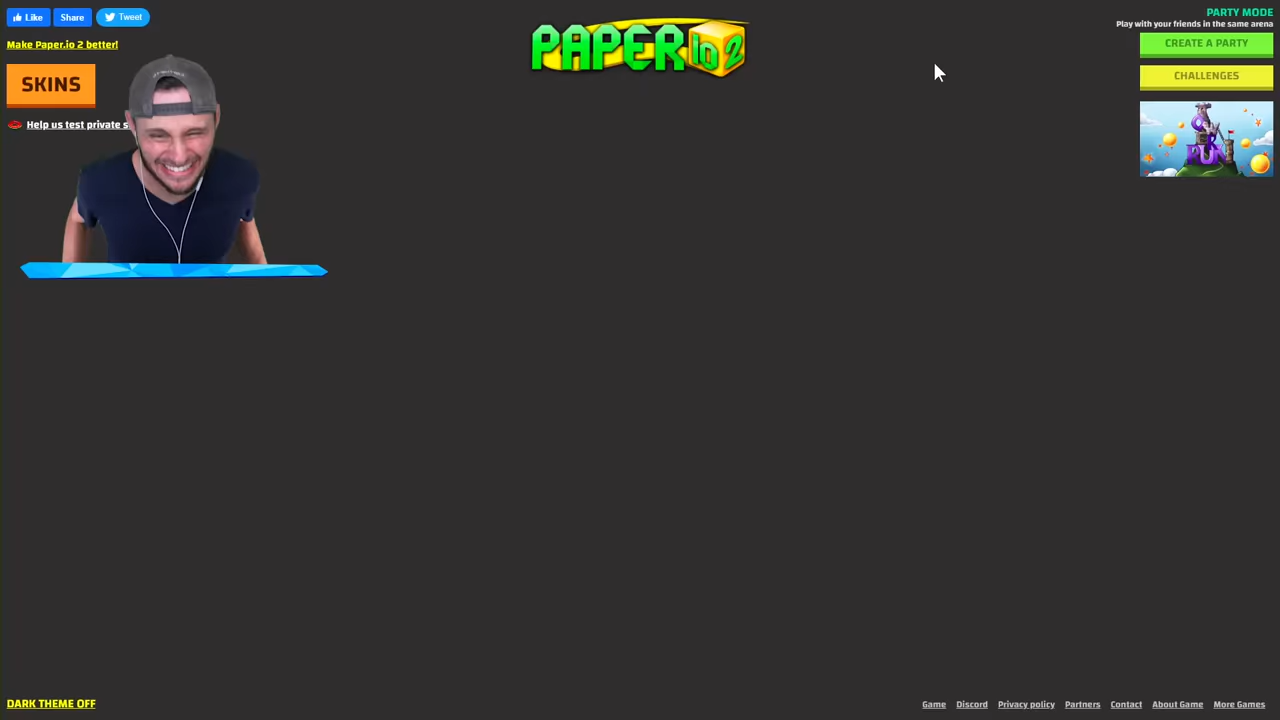 Like
Share
Tweet
Make Paper.io 2 better!
SKINS
Help us test private s
PAPER io 2
PARTY MODE
Play with your friends in the same arena
CREATE A PARTY
CHALLENGES
RUN
DARK THEME OFF
Game
Discord
Privacy policy
Partners
Contact
About Game
More Games